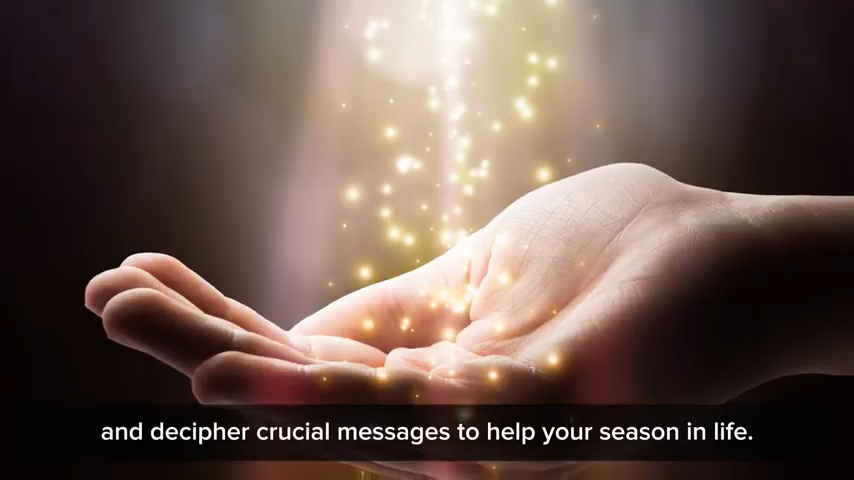 and decipher crucial messages to help your season in life.